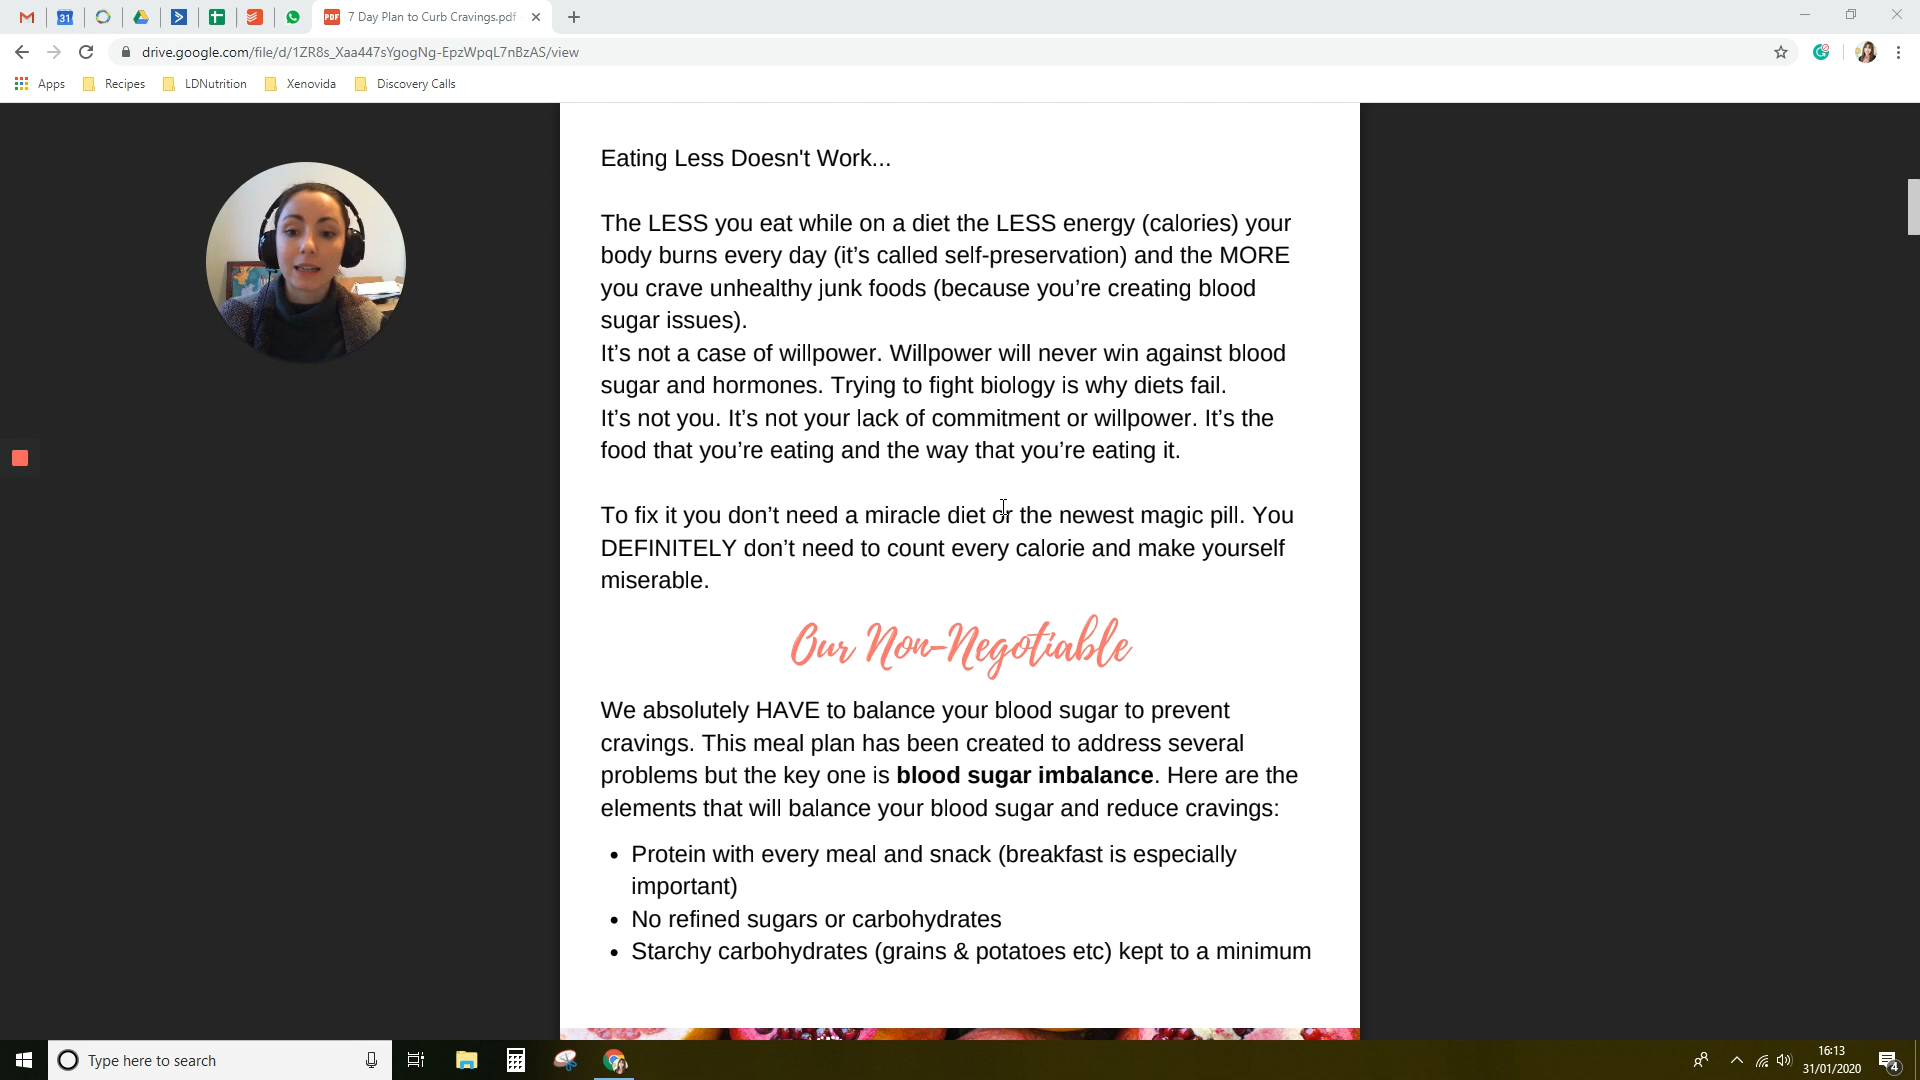 31
PDF
7 Day Plan to Curb Cravings.pdf
drive.google.com/file/d/1ZR8s_Xaa447sYgogNg-EpzWpqL7nBzAS/view
Apps
Recipes
LDNutrition
Xenovida
Discovery Calls
Eating Less Doesn't Work...
The LESS you eat while on a diet the LESS energy (calories) your
body burns every day (it’s called self-preservation) and the MORE
you crave unhealthy junk foods (because you’re creating blood
sugar issues).
It’s not a case of willpower. Willpower will never win against blood
sugar and hormones. Trying to fight biology is why diets fail.
It’s not you. It’s not your lack of commitment or willpower. It’s the
food that you’re eating and the way that you’re eating it.
To fix it you don’t need a miracle diet or the newest magic pill. You
DEFINITELY don’t need to count every calorie and make yourself
miserable.
Our Non-Negotiable
We absolutely HAVE to balance your blood sugar to prevent
cravings. This meal plan has been created to address several
problems but the key one is blood sugar imbalance. Here are the
elements that will balance your blood sugar and reduce cravings:
• Protein with every meal and snack (breakfast is especially
important)
• No refined sugars or carbohydrates
• Starchy carbohydrates (grains & potatoes etc) kept to a minimum
Type here to search
16:13
31/01/2020
4